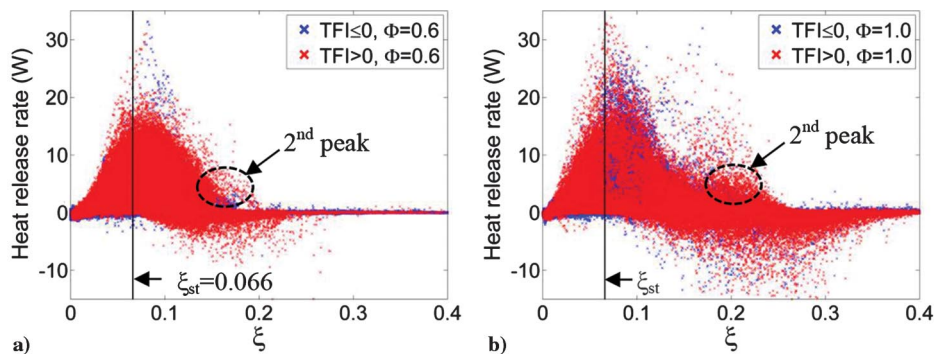 Heat release rate (W)
30
20
10
0
-10
× TFI≤0, Φ=0.6
× TFI>0, Φ=0.6
2nd peak
ξst=0.066
0
0.1
0.2
0.3
0.4
ξ
a)
Heat release rate (W)
30
20
10
0
-10
× TFI≤0, Φ=1.0
× TFI>0, Φ=1.0
2nd peak
ξst
0
0.1
0.2
0.3
0.4
ξ
b)